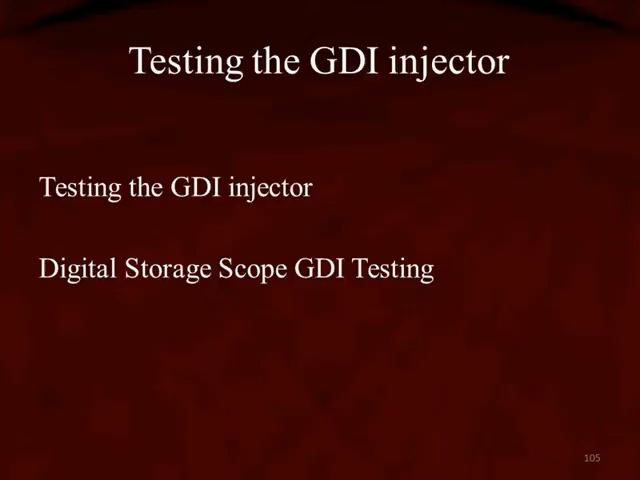 Testing the GDI injector
Testing the GDI injector
Digital Storage Scope GDI Testing
105